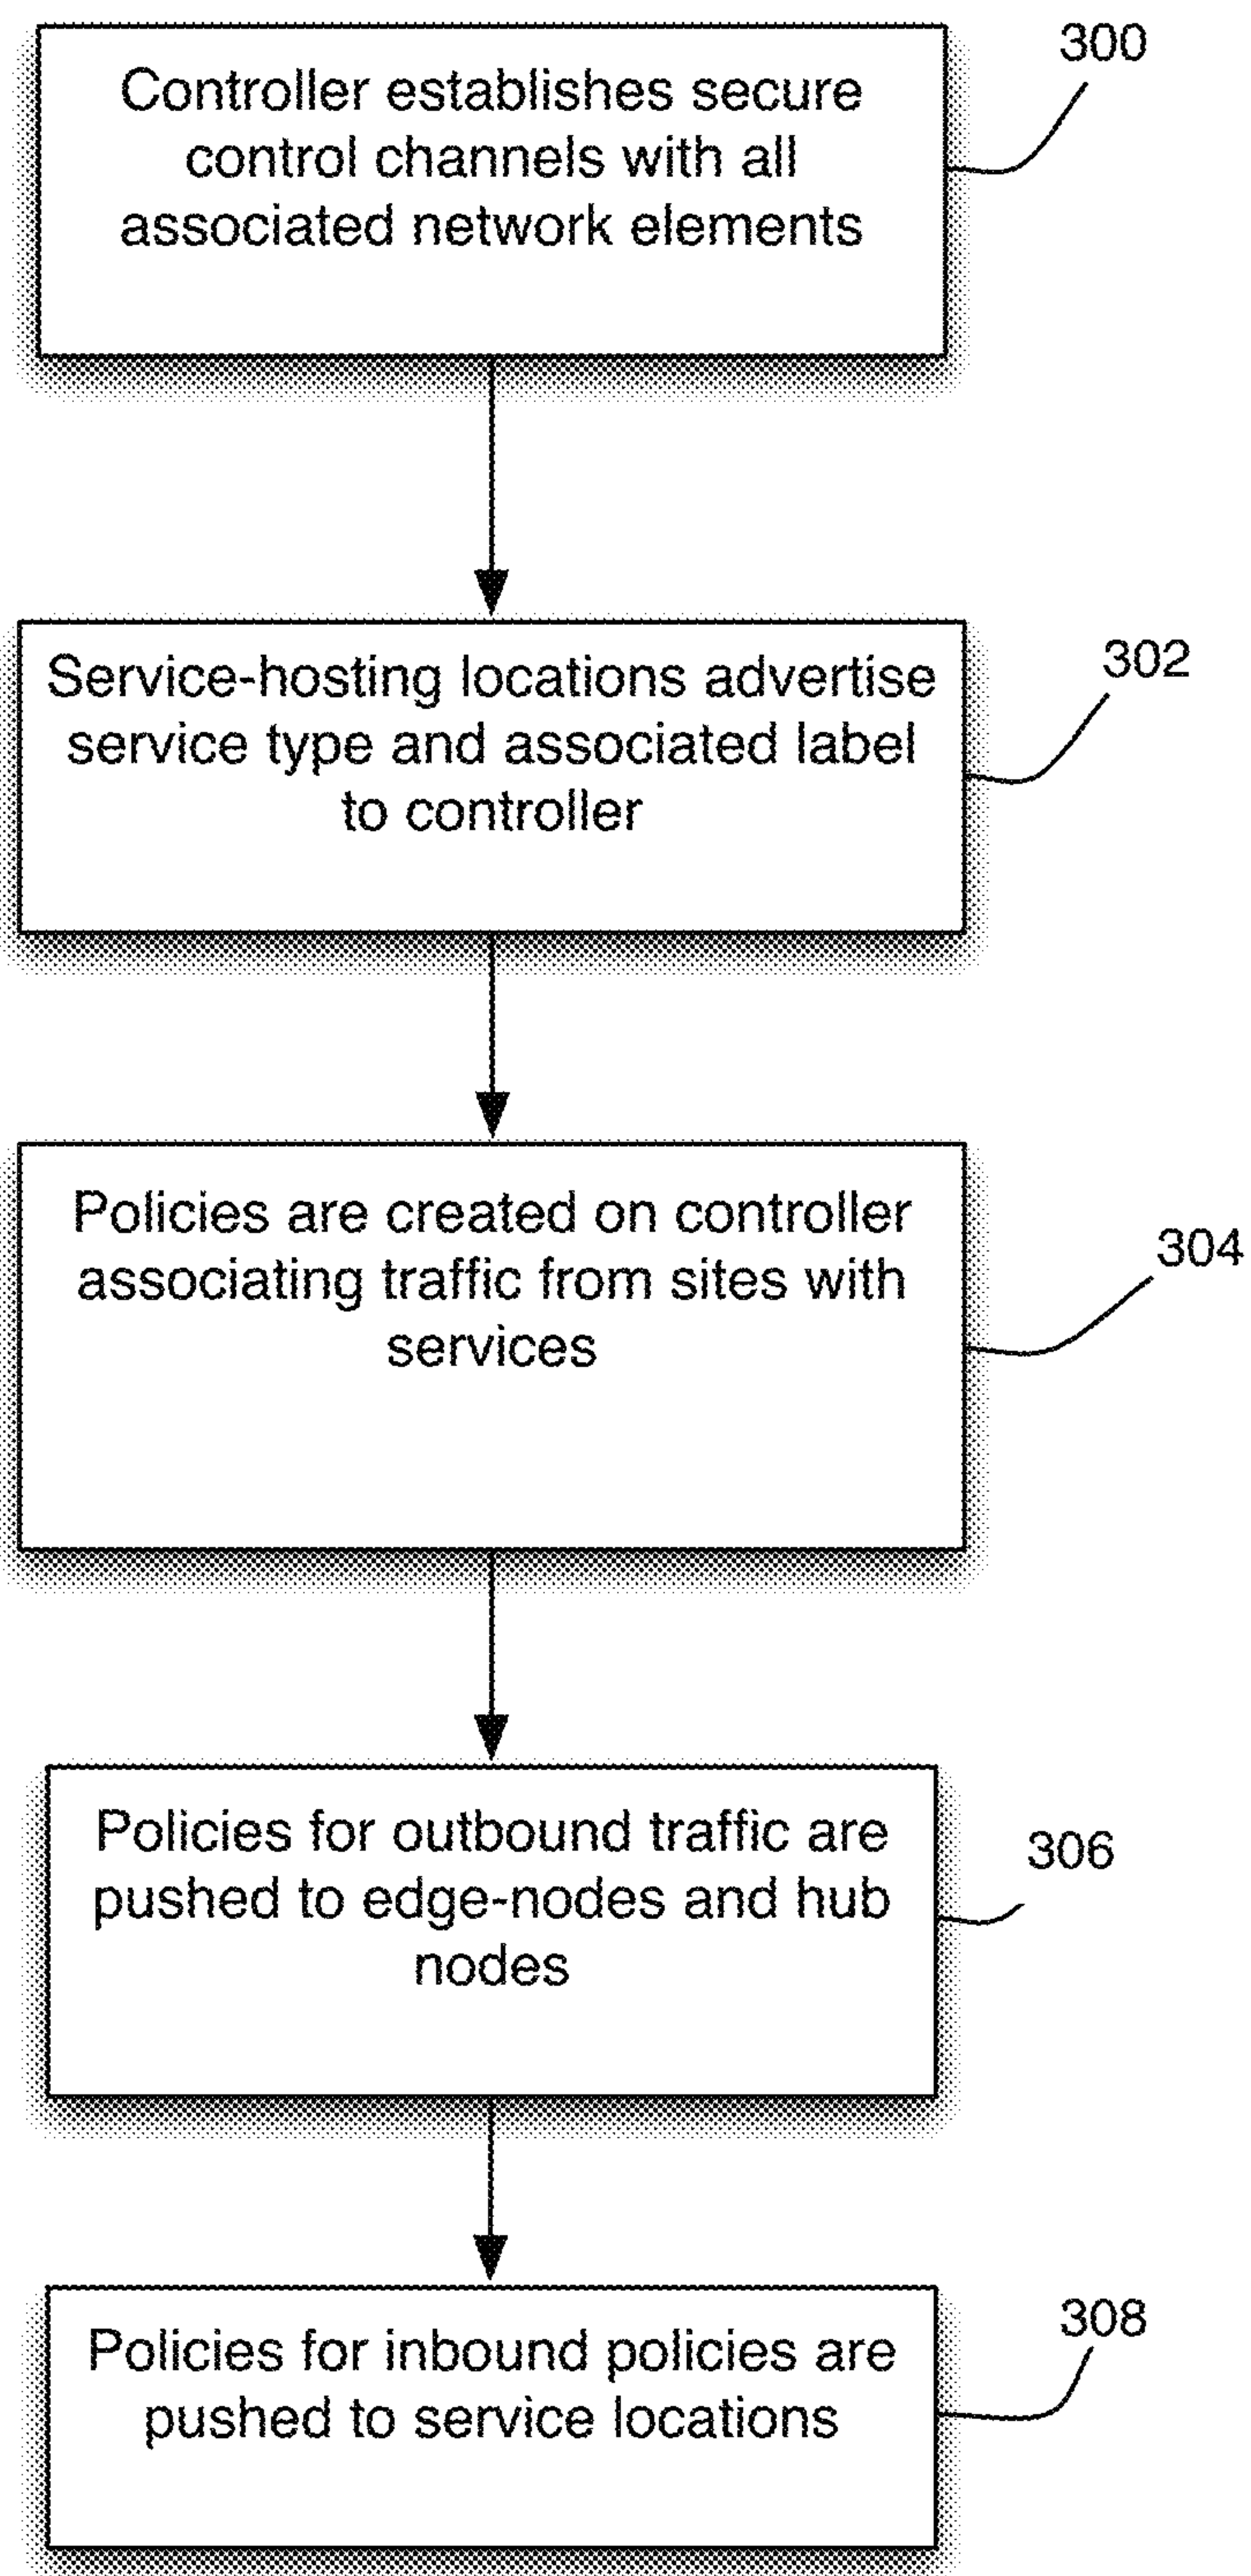 Controller establishes secure
control channels with all
associated network elements
300
Service-hosting locations advertise
service type and associated label
to controller
302
Policies are created on controller
associating traffic from sites with
services
304
Policies for outbound traffic are
pushed to edge-nodes and hub
nodes
306
Policies for inbound policies are
pushed to service locations
308